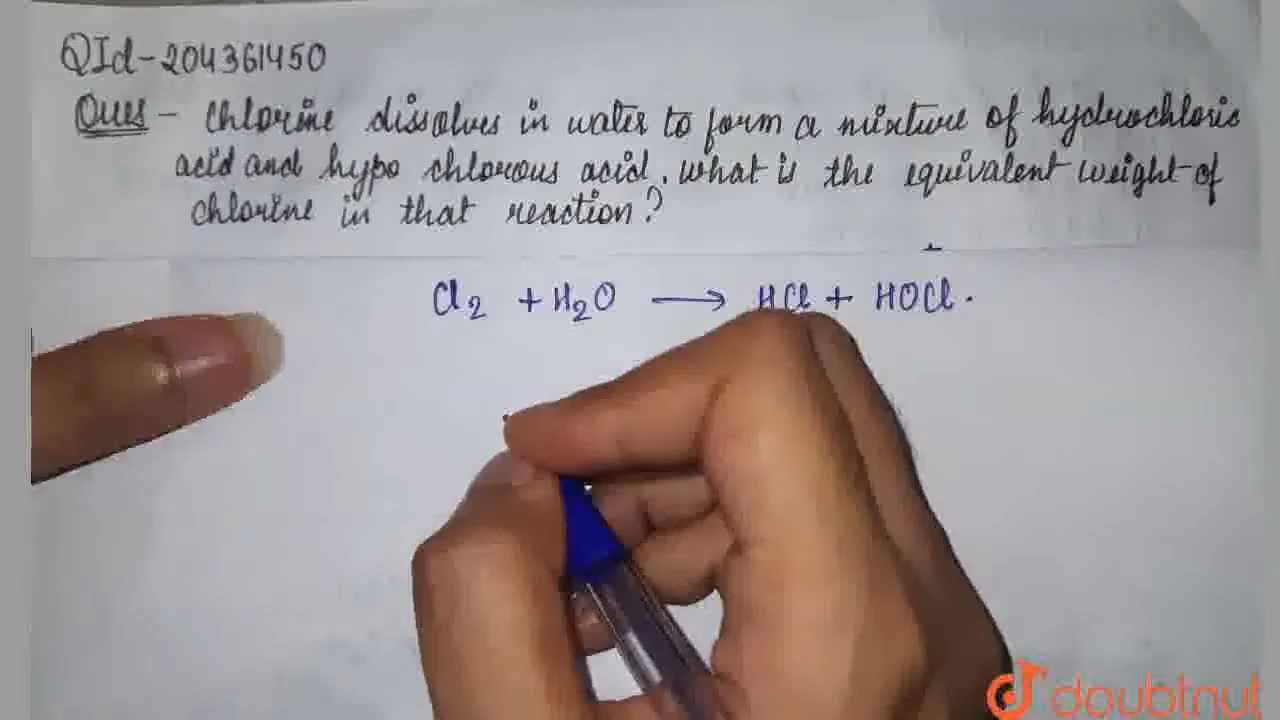 QId-204361450
Ques - Chlorine dissolves in water to form a mixture of hydrochloric
acid and hypo chlorous acid. what is the equivalent weight of
chlorine in that reaction?
Cl₂ + H₂O ⟶ HCl + HOCl.
doubtnut